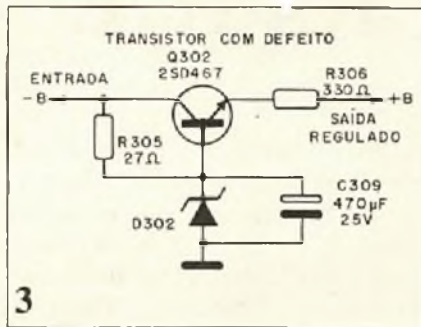 TRANSISTOR COM DEFEITO
Q302
2SD467
ENTRADA
R306
330Ω
-B
+B
SAÍDA
REGULADO
R305
27Ω
D302
C309
470µF
25V
3